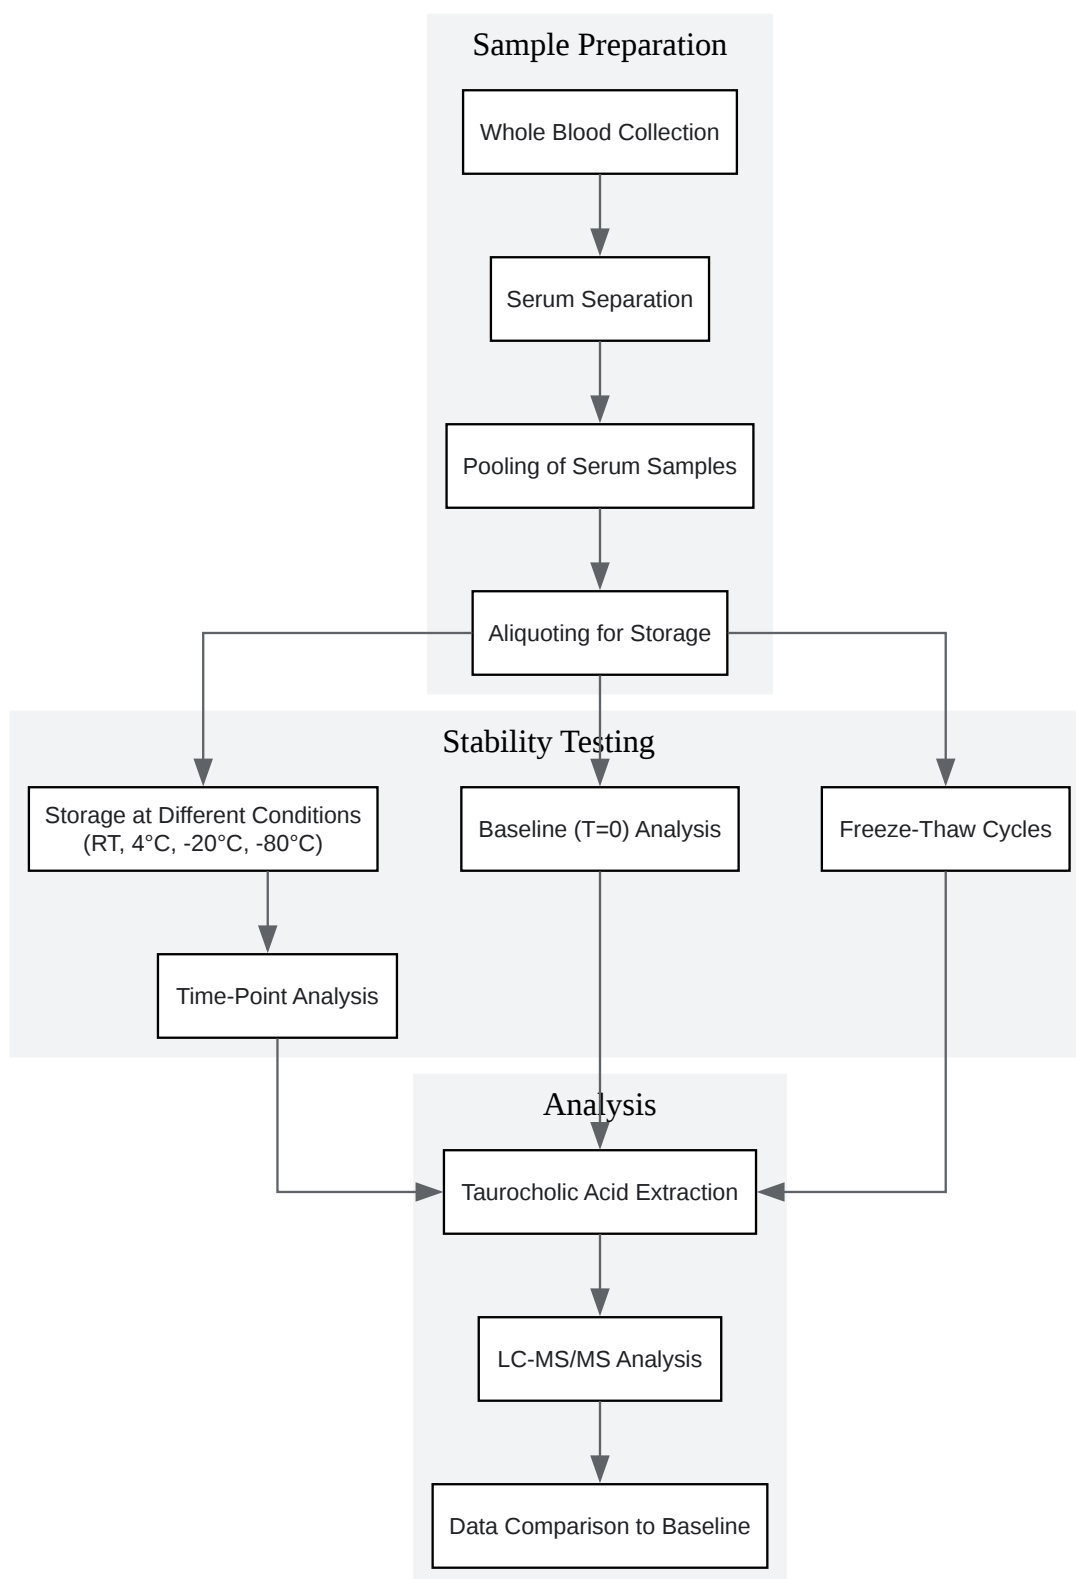 Sample Preparation
Whole Blood Collection
Serum Separation
Pooling of Serum Samples
Aliquoting for Storage
Stability Testing
Storage at Different Conditions
(RT, 4°C, -20°C, -80°C)
Baseline (T=0) Analysis
Freeze-Thaw Cycles
Time-Point Analysis
Analysis
Taurocholic Acid Extraction
LC-MS/MS Analysis
Data Comparison to Baseline